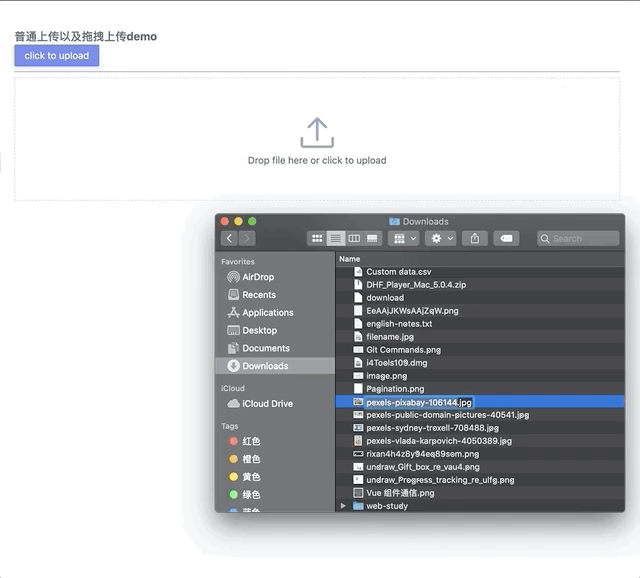 普通上传以及拖拽上传demo
click to upload
Drop file here or click to upload
Downloads
Search
Favorites
AirDrop
Recents
Applications
Desktop
Documents
Downloads
iCloud
iCloud Drive
Tags
红色
橙色
黄色
绿色
蓝色
Name
Custom data.csv
DHF_Player_Mac_5.0.4.zip
download
EeAAjJKWsAAjZqW.png
english-notes.txt
filename.jpg
Git Commands.png
i4Tools109.dmg
image.png
Pagination.png
pexels-pixabay-106144.jpg
pexels-public-domain-pictures-40541.jpg
pexels-sydney-troxell-708488.jpg
pexels-vlada-karpovich-4050389.jpg
undraw_Gift_box_re_vau4.png
undraw_Progress_tracking_re_ulfg.png
Vue 组件通信.png
web-study